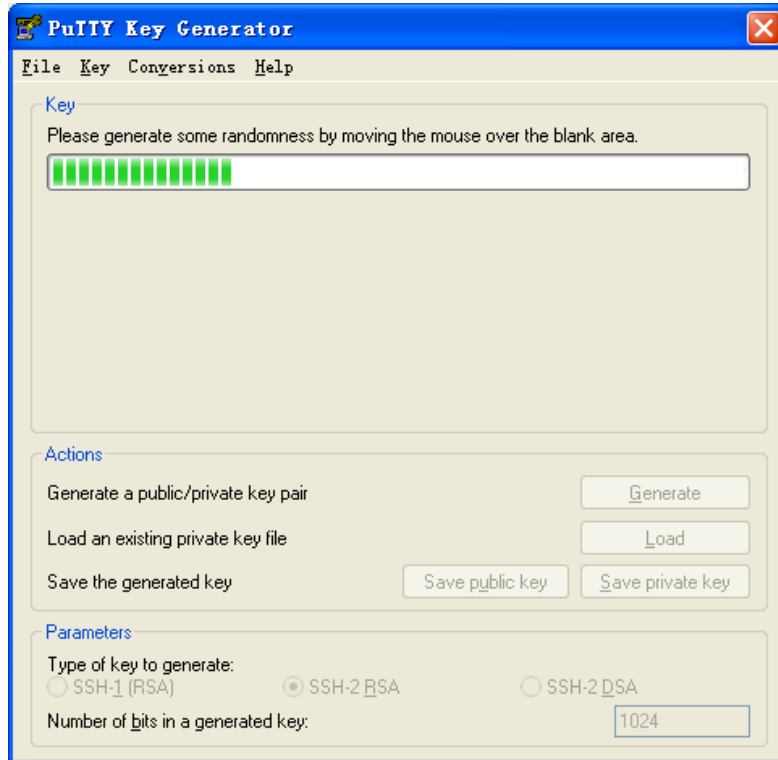 PuTTY Key Generator
File Key Conversions Help
Key
Please generate some randomness by moving the mouse over the blank area.
Actions
Generate a public/private key pair
Generate
Load an existing private key file
Load
Save the generated key
Save public key
Save private key
Parameters
Type of key to generate:
SSH-1 (RSA)
SSH-2 RSA
SSH-2 DSA
Number of bits in a generated key:
1024